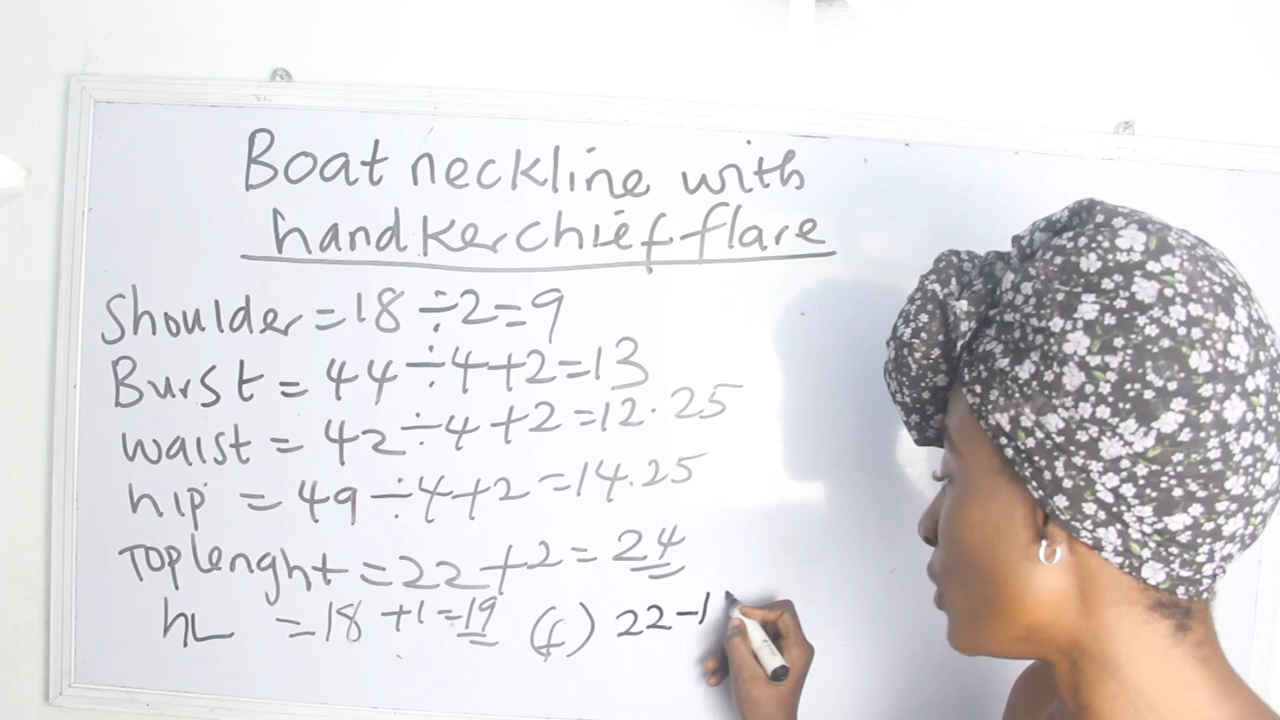 Boat neckline with
handkerchief flare
Shoulder = 18 ÷ 2 = 9
Burst = 44 ÷ 4 + 2 = 13
waist = 42 ÷ 4 + 2 = 12.25
hip = 49 ÷ 4 + 2 = 14.25
Top lenght = 22 + 2 = 24
hL = 18 + 1 = 19 (f) 22 - 1